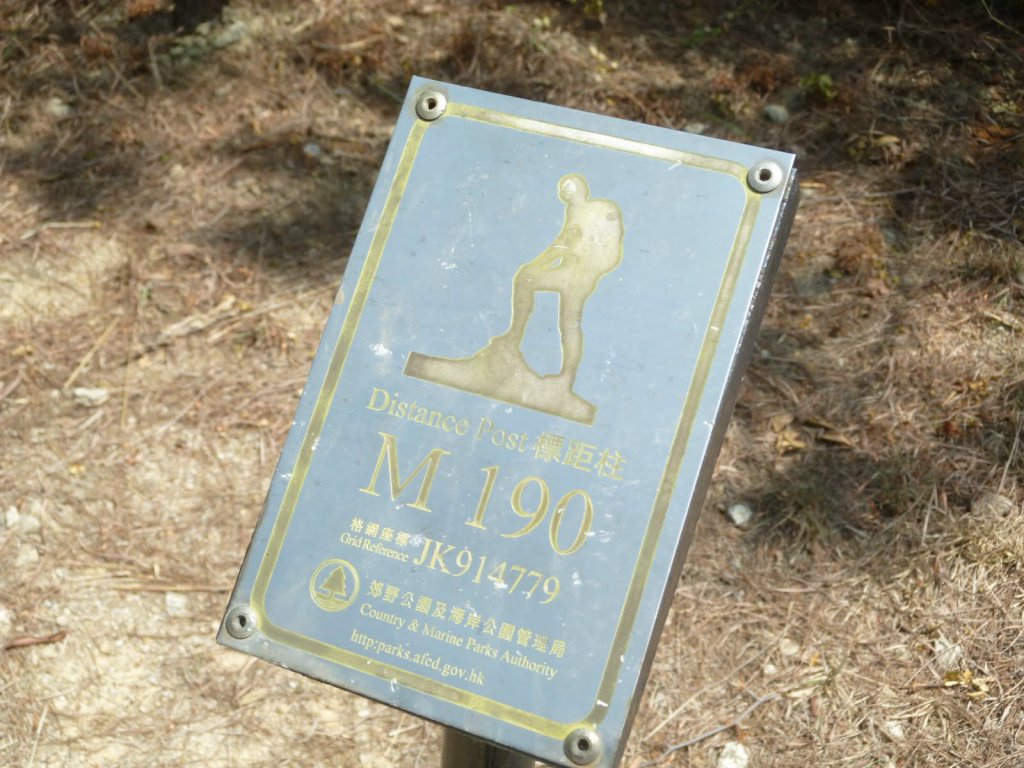 Distance Post 標距柱
M 190
格網座標
Grid Reference JK914779
郊野公園及海岸公園管理局
Country & Marine Parks Authority
http:parks.afcd.gov.hk